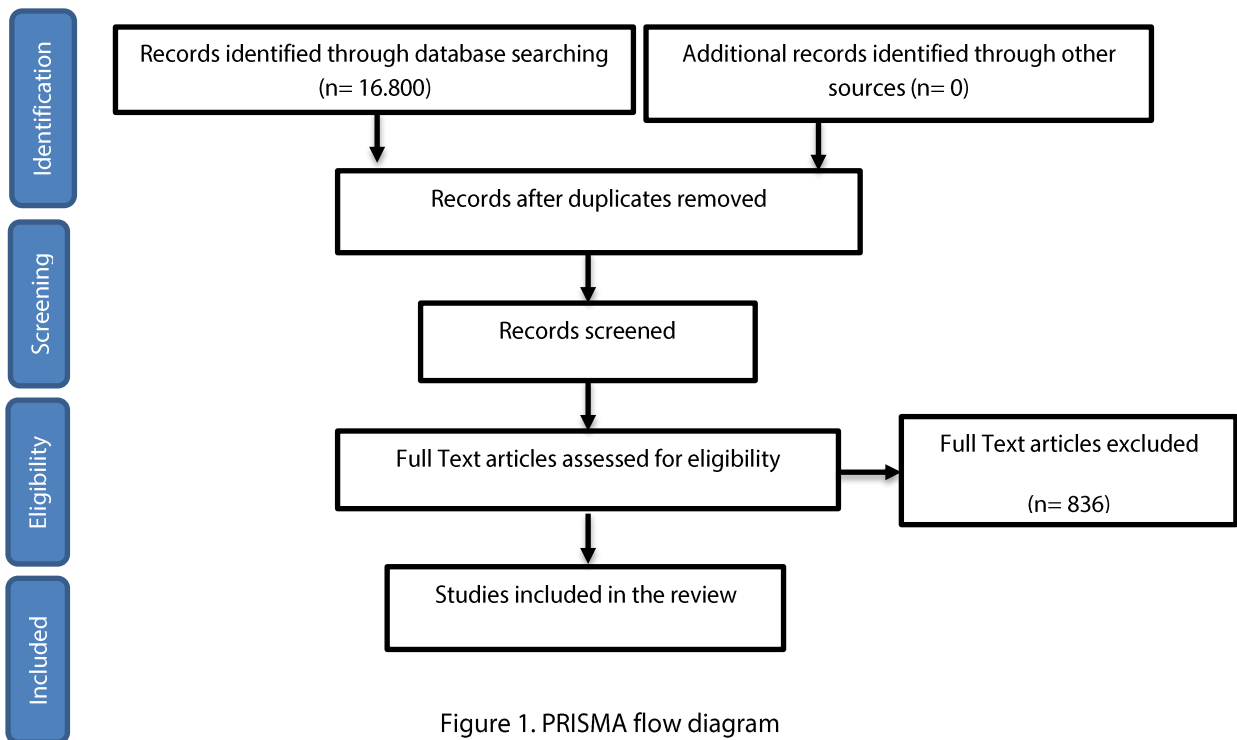 Identification
Records identified through database searching
(n= 16.800)
Additional records identified through other
sources (n= 0)
Records after duplicates removed
Screening
Records screened
Eligibility
Full Text articles assessed for eligibility
Full Text articles excluded
(n= 836)
Included
Studies included in the review
Figure 1. PRISMA flow diagram